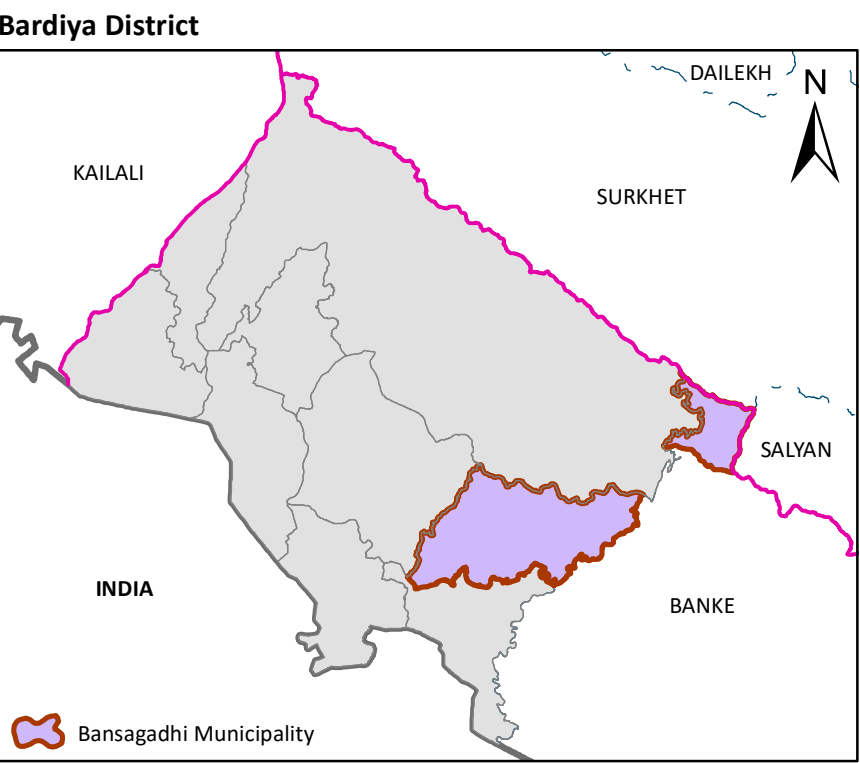 Bardiya District
DAILEKH
N
KAILALI
SURKHET
SALYAN
INDIA
BANKE
Bansagadhi Municipality